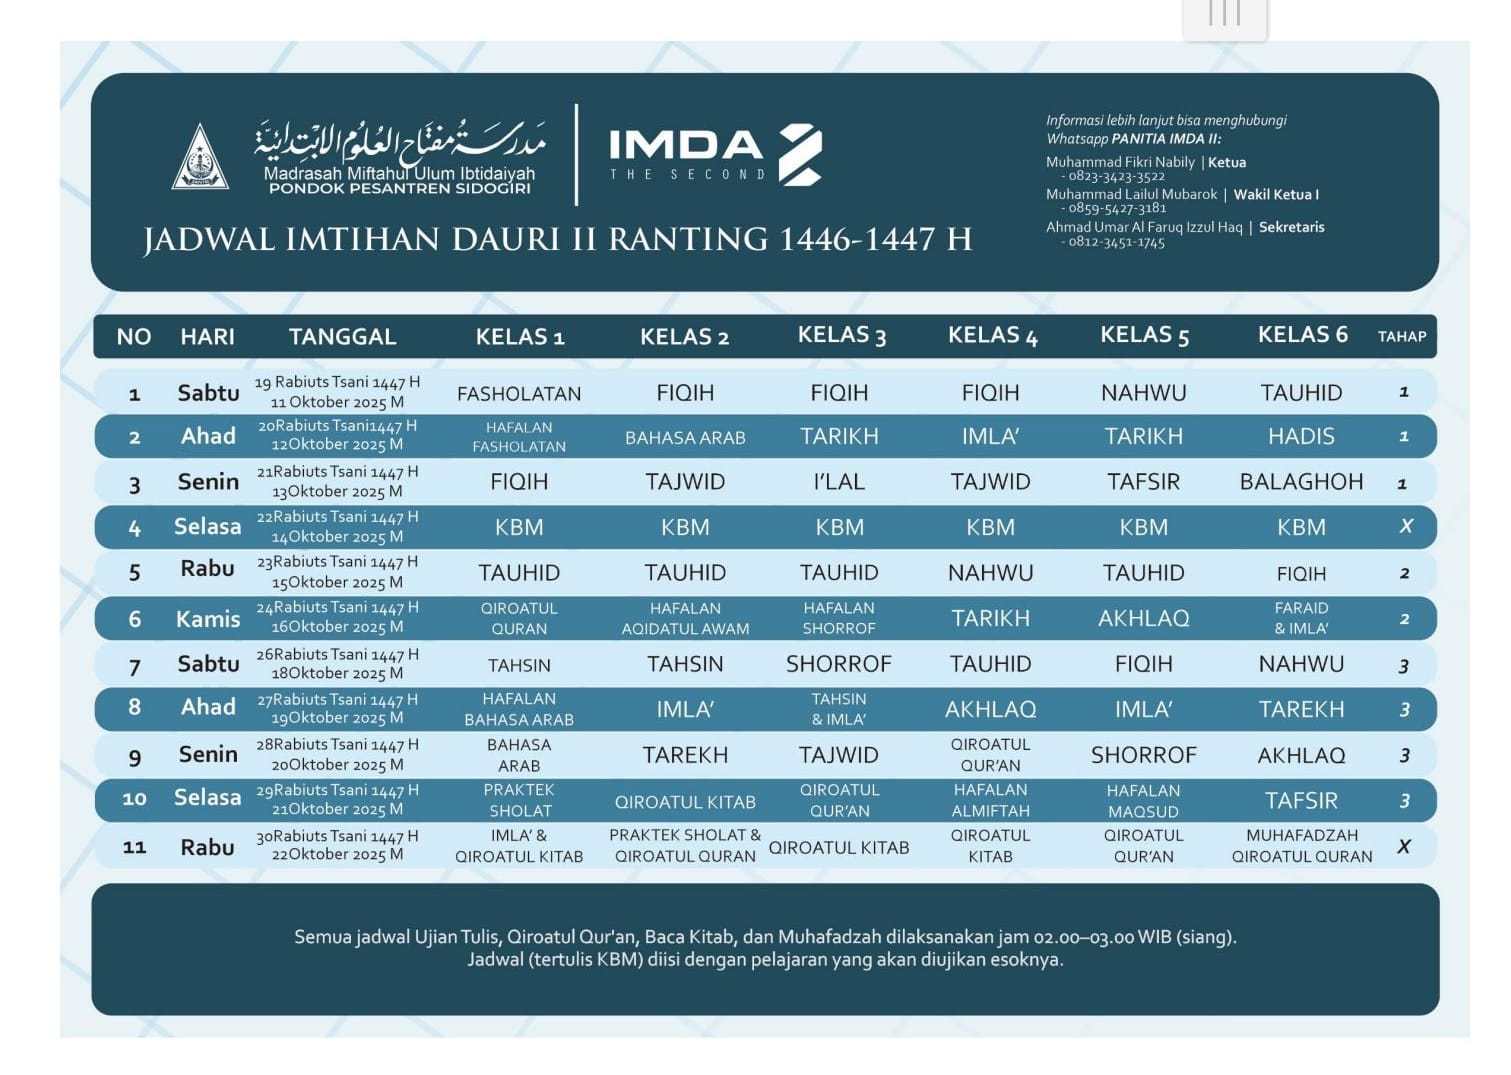 مدرسة مفتاح العلوم الابتدائية
Madrasah Miftahul Ulum Ibtidaiyah
PONDOK PESANTREN SIDOGIRI
IMDA 2
THE SECOND
JADWAL IMTIHAN DAURI II RANTING 1446-1447 H
Informasi lebih lanjut bisa menghubungi
Whatsapp PANITIA IMDA II:
Muhammad Fikri Nabily | Ketua
- 0823-3423-3522
Muhammad Lailul Mubarok | Wakil Ketua I
- 0859-5427-3181
Ahmad Umar Al Faruq Izzul Haq | Sekretaris
- 0812-3451-1745
NO HARI TANGGAL KELAS 1 KELAS 2 KELAS 3 KELAS 4 KELAS 5 KELAS 6 TAHAP
1 Sabtu 19 Rabiuts Tsani 1447 H 11 Oktober 2025 M FASHOLATAN FIQIH FIQIH FIQIH NAHWU TAUHID 1
2 Ahad 20Rabiuts Tsani1447 H 12Oktober 2025 M HAFALAN FASHOLATAN BAHASA ARAB TARIKH IMLA’ TARIKH HADIS 1
3 Senin 21Rabiuts Tsani 1447 H 13Oktober 2025 M FIQIH TAJWID I’LAL TAJWID TAFSIR BALAGHOH 1
4 Selasa 22Rabiuts Tsani 1447 H 14Oktober 2025 M KBM KBM KBM KBM KBM KBM X
5 Rabu 23Rabiuts Tsani 1447 H 15Oktober 2025 M TAUHID TAUHID TAUHID NAHWU TAUHID FIQIH 2
6 Kamis 24Rabiuts Tsani 1447 H 16Oktober 2025 M QIROATUL QURAN HAFALAN AQIDATUL AWAM HAFALAN SHORROF TARIKH AKHLAQ FARAID & IMLA’ 2
7 Sabtu 26Rabiuts Tsani 1447 H 18Oktober 2025 M TAHSIN TAHSIN SHORROF TAUHID FIQIH NAHWU 3
8 Ahad 27Rabiuts Tsani 1447 H 19Oktober 2025 M HAFALAN BAHASA ARAB IMLA’ TAHSIN & IMLA’ AKHLAQ IMLA’ TAREKH 3
9 Senin 28Rabiuts Tsani 1447 H 20Oktober 2025 M BAHASA ARAB TAREKH TAJWID QIROATUL QUR’AN SHORROF AKHLAQ 3
10 Selasa 29Rabiuts Tsani 1447 H 21Oktober 2025 M PRAKTEK SHOLAT QIROATUL KITAB QIROATUL QUR’AN HAFALAN ALMIFTAH HAFALAN MAQSUD TAFSIR 3
11 Rabu 30Rabiuts Tsani 1447 H 22Oktober 2025 M IMLA’ & QIROATUL KITAB PRAKTEK SHOLAT & QIROATUL QURAN QIROATUL KITAB QIROATUL KITAB QIROATUL QUR’AN MUHAFADZAH QIROATUL QURAN X
Semua jadwal Ujian Tulis, Qiroatul Qur'an, Baca Kitab, dan Muhafadzah dilaksanakan jam 02.00–03.00 WIB (siang).
Jadwal (tertulis KBM) diisi dengan pelajaran yang akan diujikan esoknya.